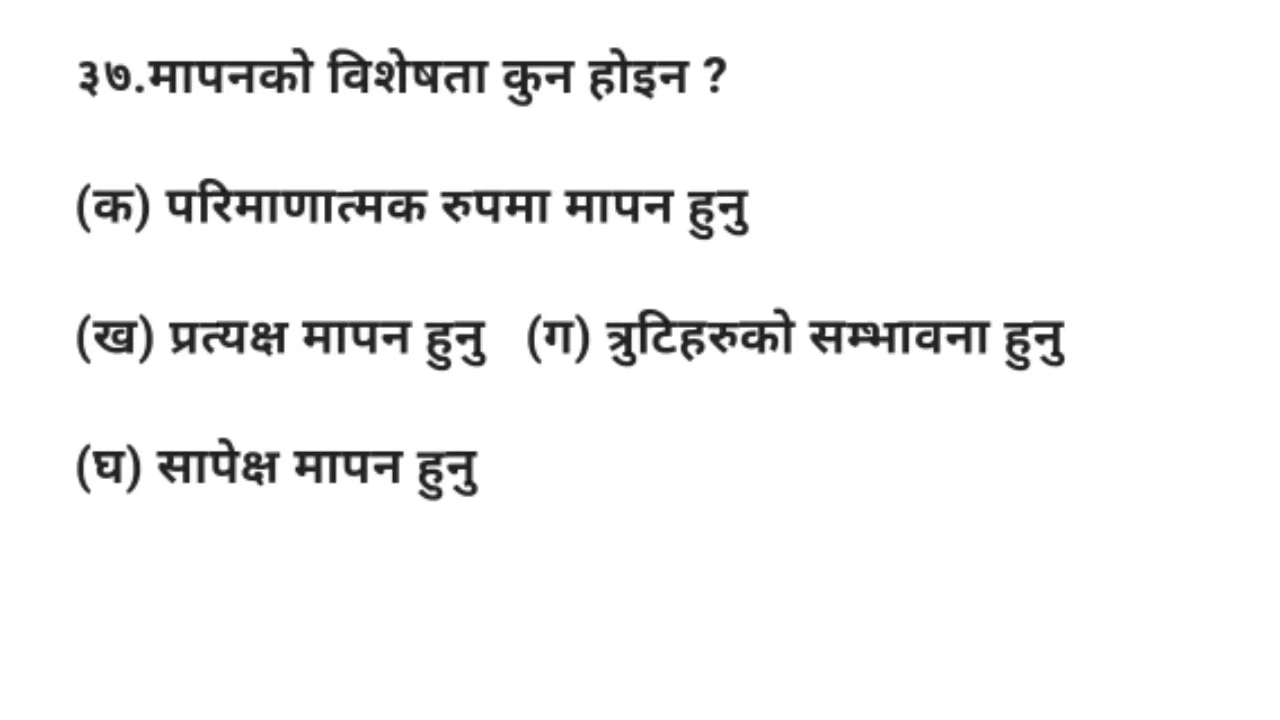 ३७.मापनको विशेषता कुन होइन ?
(क) परिमाणात्मक रुपमा मापन हुनु
(ख) प्रत्यक्ष मापन हुनु (ग) त्रुटिहरुको सम्भावना हुनु
(घ) सापेक्ष मापन हुनु